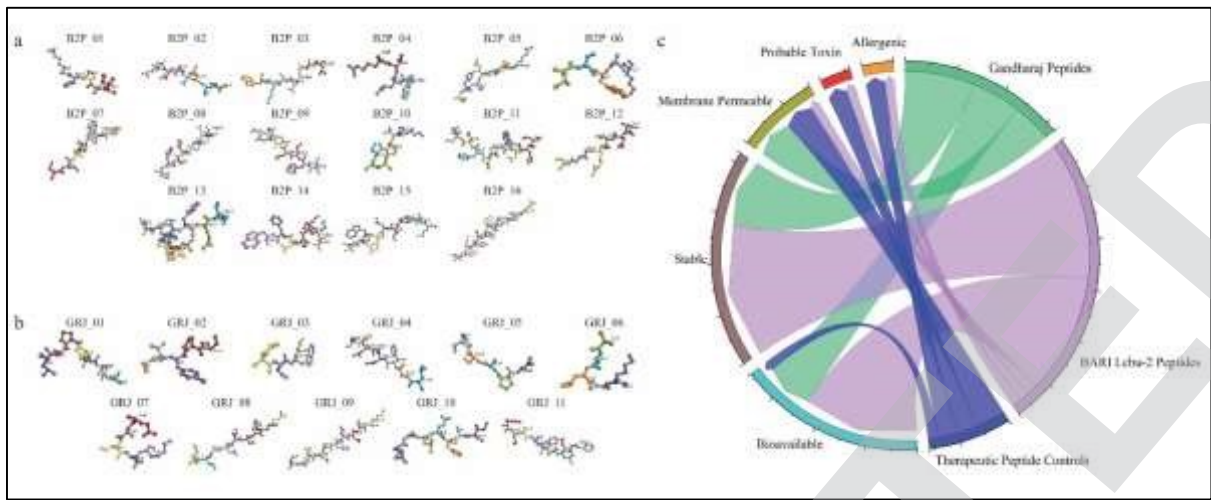 a
B2P_01 B2P_02 B2P_03 B2P_04 B2P_05 B2P_06
B2P_07 B2P_08 B2P_09 B2P_10 B2P_11 B2P_12
B2P_13 B2P_14 B2P_15 B2P_16
b
GRJ_01 GRJ_02 GRJ_03 GRJ_04 GRJ_05 GRJ_06
GRJ_07 GRJ_08 GRJ_09 GRJ_10 GRJ_11
c
Allergenic
Probable Toxin
Gandharaj Peptides
Membrane Permeable
Stable
BARI Lebu-2 Peptides
Bioavailable
Therapeutic Peptide Controls